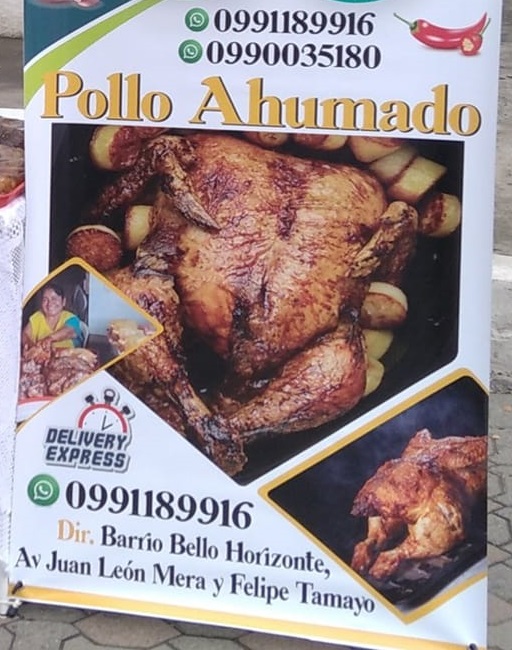 0991189916
0990035180
Pollo Ahumado
DELIVERY
EXPRESS
0991189916
Dir. Barrio Bello Horizonte,
Av Juan León Mera y Felipe Tamayo